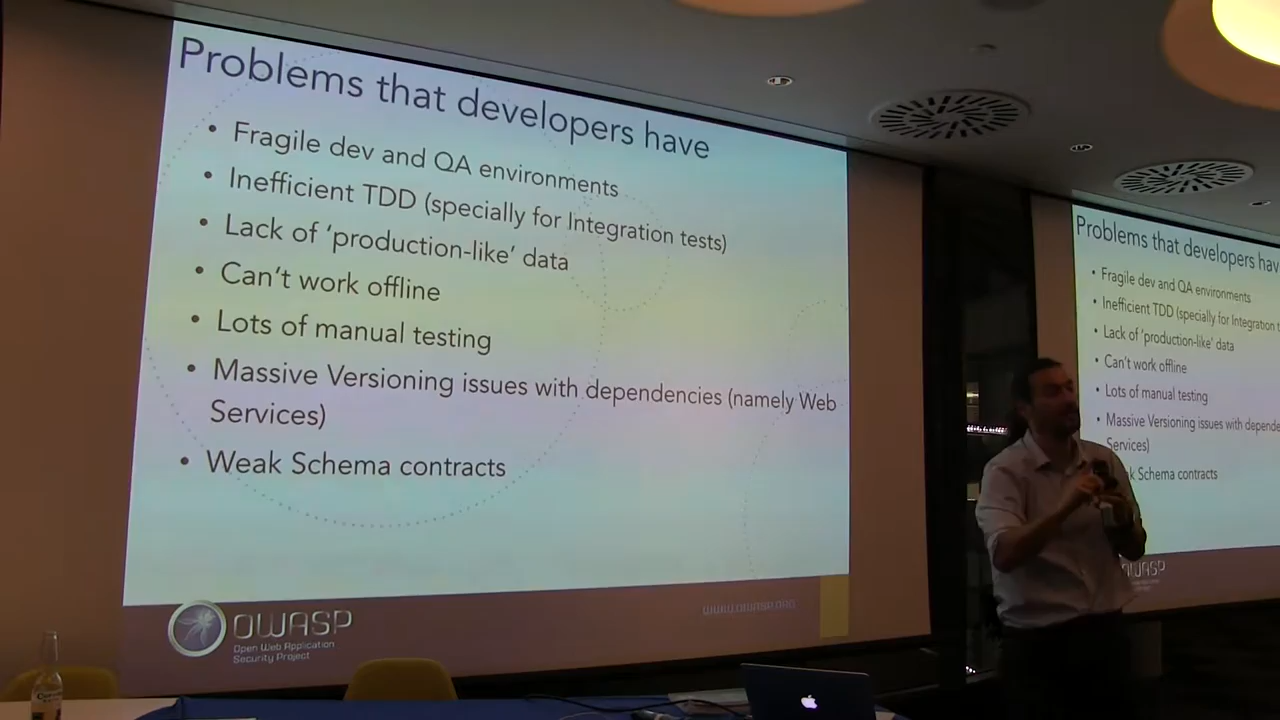 Problems that developers have
• Fragile dev and QA environments
• Inefficient TDD (specially for Integration tests)
• Lack of ‘production-like’ data
• Can’t work offline
• Lots of manual testing
• Massive Versioning issues with dependencies (namely Web
Services)
• Weak Schema contracts
OWASP
Open Web Application
Security Project
www.owasp.org
Problems that developers hav
• Fragile dev and QA environments
• Inefficient TDD (specially for Integration t
• Lack of ‘production-like’ data
• Can’t work offline
• Lots of manual testing
• Massive Versioning issues with depende
Services)
k Schema contracts
OWASP